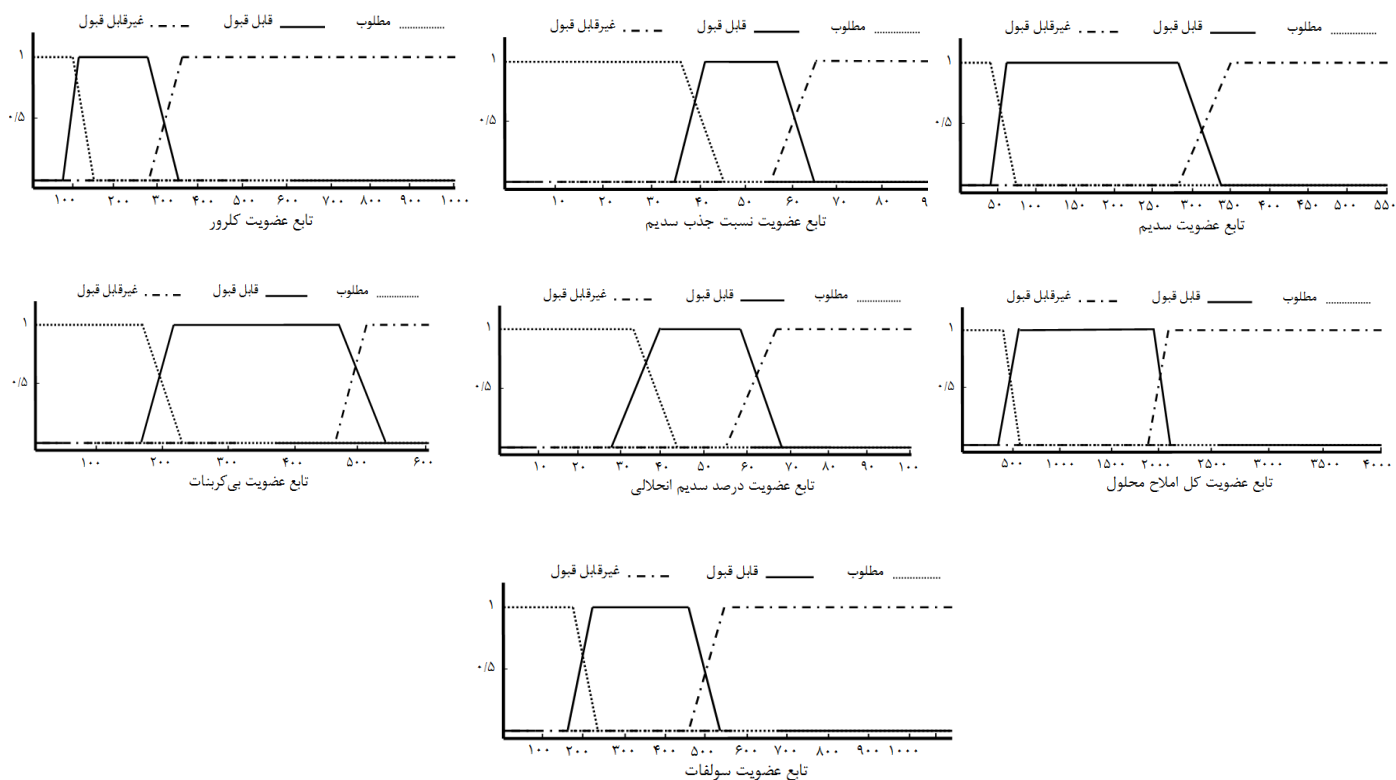 مطلوب قابل قبول غیرقابل قبول
۱
۰/۵
۵۰ ۱۰۰ ۱۵۰ ۲۰۰ ۲۵۰ ۳۰۰ ۳۵۰ ۴۰۰ ۴۵۰ ۵۰۰ ۵۵۰
تابع عضویت سدیم
مطلوب قابل قبول غیرقابل قبول
۱
۰/۵
۱۰ ۲۰ ۳۰ ۴۰ ۵۰ ۶۰ ۷۰ ۸۰ ۹
تابع عضویت نسبت جذب سدیم
مطلوب قابل قبول غیرقابل قبول
۱
۰/۵
۱۰۰ ۲۰۰ ۳۰۰ ۴۰۰ ۵۰۰ ۶۰۰ ۷۰۰ ۸۰۰ ۹۰۰ ۱۰۰۰
تابع عضویت کلرور
مطلوب قابل قبول غیرقابل قبول
۱
۰/۵
۵۰۰ ۱۰۰۰ ۱۵۰۰ ۲۰۰۰ ۲۵۰۰ ۳۰۰۰ ۳۵۰۰ ۴۰۰۰
تابع عضویت کل املاح محلول
مطلوب قابل قبول غیرقابل قبول
۱
۰/۵
۱۰ ۲۰ ۳۰ ۴۰ ۵۰ ۶۰ ۷۰ ۸۰ ۹۰ ۱۰۰
تابع عضویت درصد سدیم انحلالی
مطلوب قابل قبول غیرقابل قبول
۱
۰/۵
۱۰۰ ۲۰۰ ۳۰۰ ۴۰۰ ۵۰۰ ۶۰۰
تابع عضویت بی‌کربنات
مطلوب قابل قبول غیرقابل قبول
۱
۰/۵
۱۰۰ ۲۰۰ ۳۰۰ ۴۰۰ ۵۰۰ ۶۰۰ ۷۰۰ ۸۰۰ ۹۰۰ ۱۰۰۰
تابع عضویت سولفات